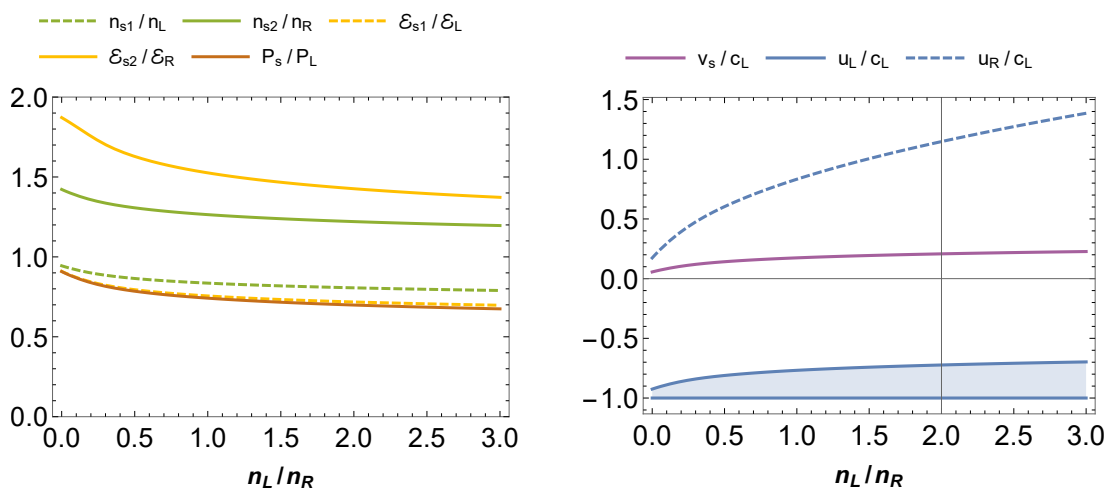 n_s1 / n_L n_s2 / n_R ℰ_s1 / ℰ_L
ℰ_s2 / ℰ_R P_s / P_L
2.0
1.5
1.0
0.5
0.0
0.0 0.5 1.0 1.5 2.0 2.5 3.0
n_L / n_R
v_s / c_L u_L / c_L u_R / c_L
1.5
1.0
0.5
0.0
−0.5
−1.0
0.0 0.5 1.0 1.5 2.0 2.5 3.0
n_L / n_R